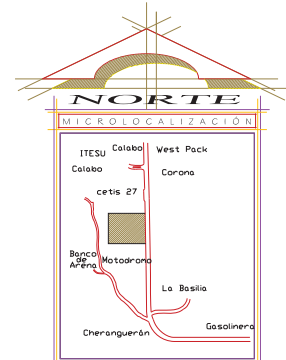 NORTE
MICROLOCALIZACIÓN
Calabo
West Pack
ITESU
Calabo
Corona
cetis 27
Banco
de
Arena
Motodromo
La Basilia
Gasolinera
Cheranguerán